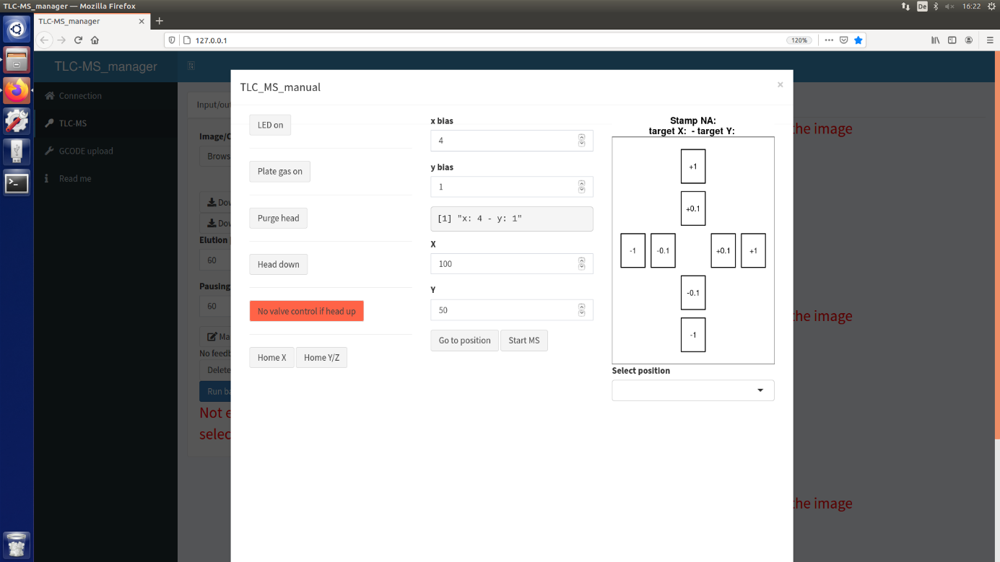 TLC-MS_manager — Mozilla Firefox
De
16:22
TLC-MS_manager
127.0.0.1
120%
TLC-MS_manager
Connection
TLC-MS
GCODE upload
Read me
Input/ou
Image/C
Brows
Dow
Dow
Elution
60
Pausing
60
Ma
No feedb
Delete
Run ba
Not e
selec
TLC_MS_manual
×
LED on
Plate gas on
Purge head
Head down
No valve control if head up
Home X
Home Y/Z
x bias
4
y bias
1
[1] "x: 4 - y: 1"
X
100
Y
50
Go to position
Start MS
Stamp NA:
target X:  - target Y:
+1
+0.1
-1
-0.1
+0.1
+1
-0.1
-1
Select position
the image
the image
the image